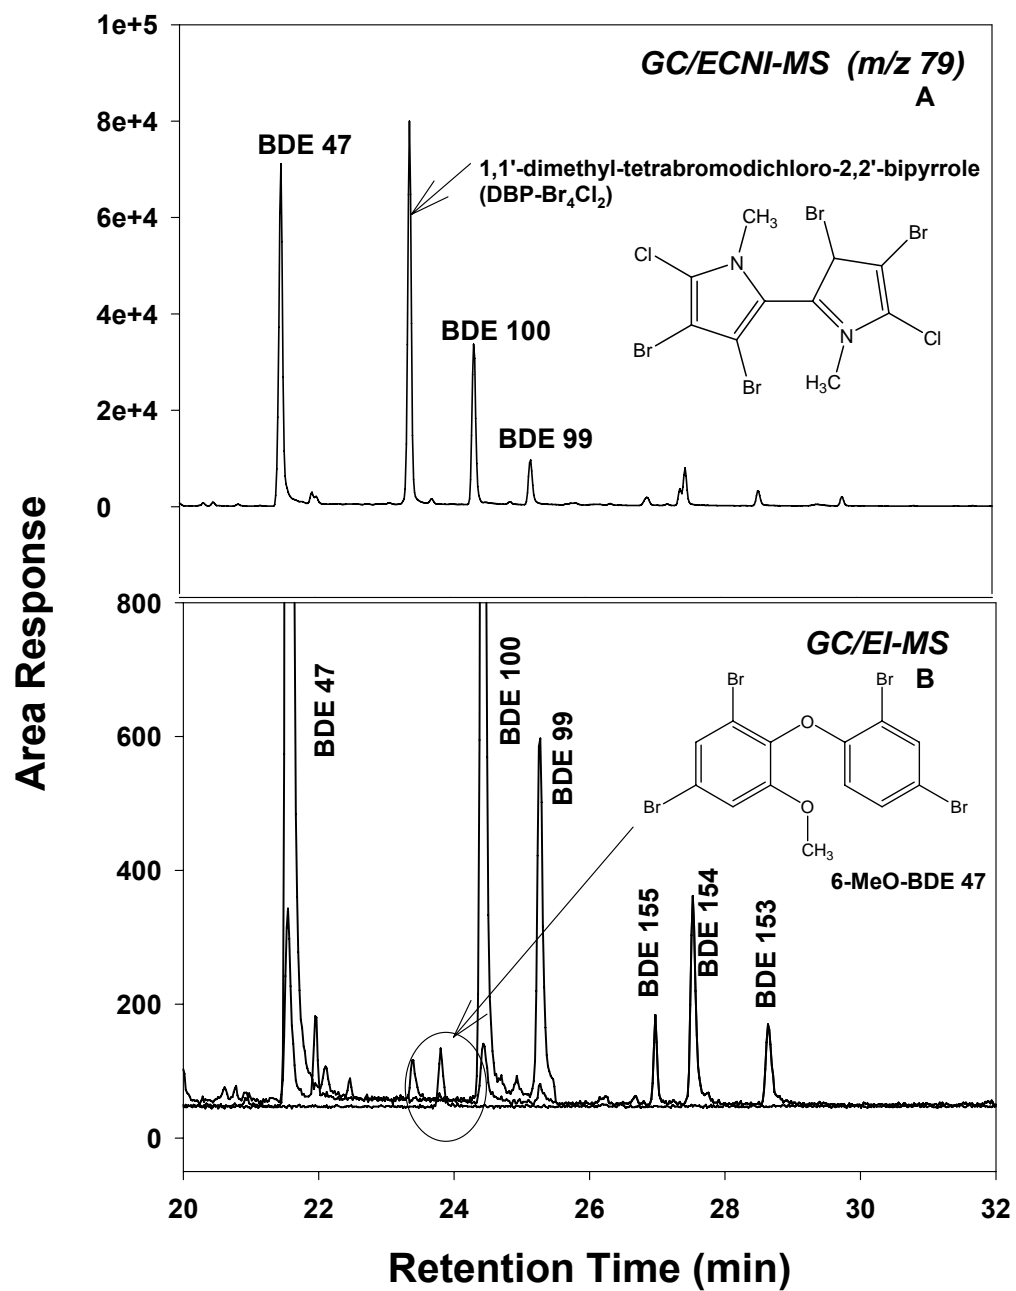 1e+5
GC/ECNI-MS (m/z 79)
A
8e+4
BDE 47
1,1'-dimethyl-tetrabromodichloro-2,2'-bipyrrole
(DBP-Br₄Cl₂)
6e+4
CH₃
Br
Br
Cl
N
4e+4
BDE 100
Br
N
Cl
H₃C
Br
2e+4
BDE 99
0
Area Response
800
GC/EI-MS
B
BDE 47
BDE 100
BDE 99
Br
Br
O
600
Br
O
Br
CH₃
6-MeO-BDE 47
400
BDE 155
BDE 154
BDE 153
200
0
20 22 24 26 28 30 32
Retention Time (min)